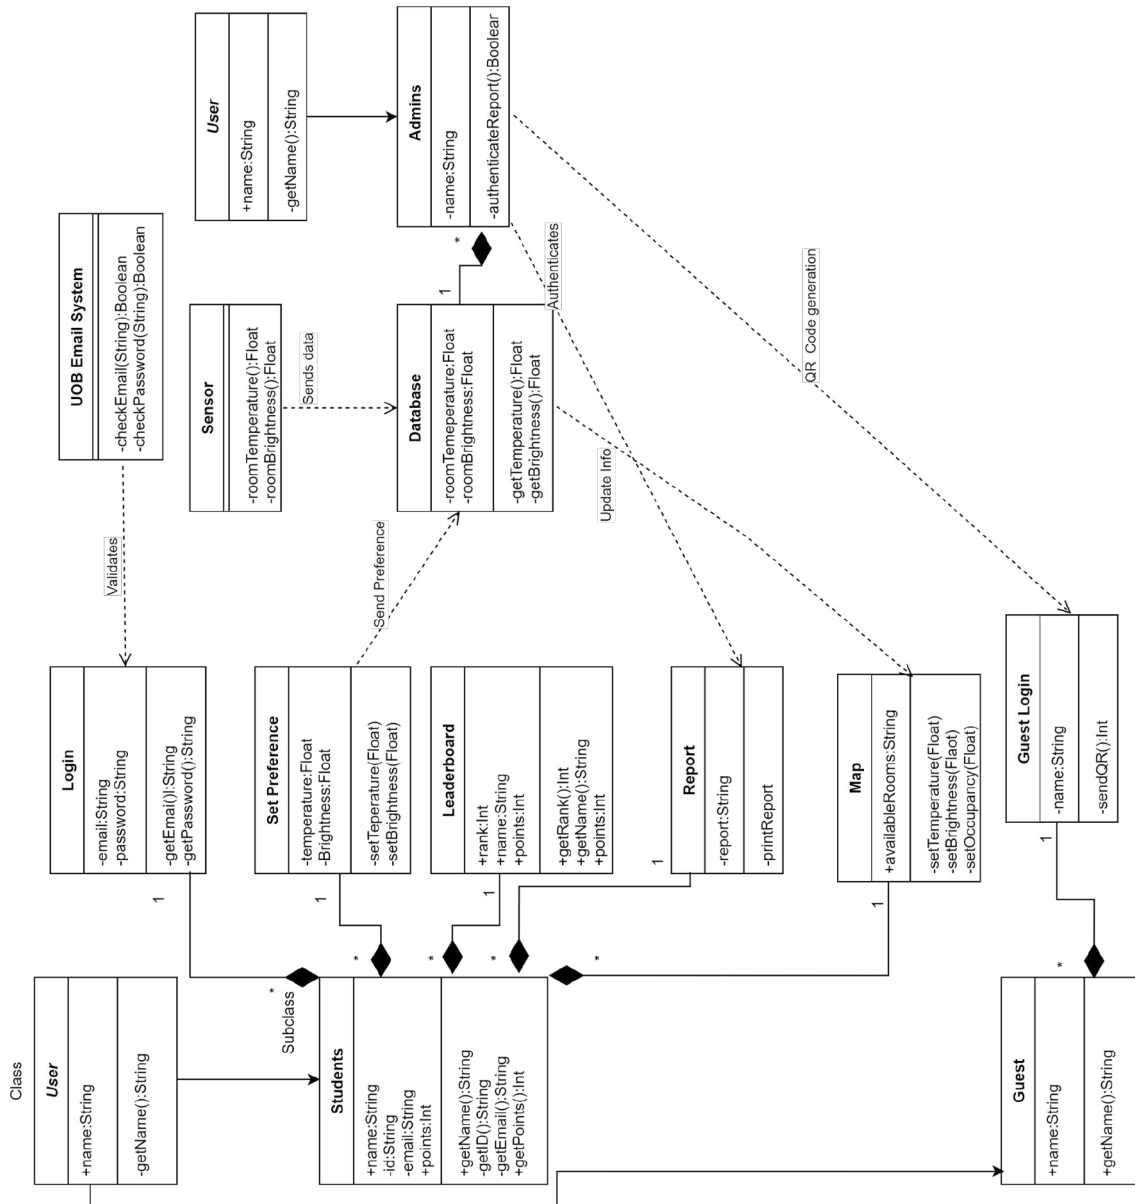 Class
User
+name:String
-getName():String
Subclass
Students
+name:String
-id:String
-email:String
+points:Int
+getName():String
-getID():String
-getEmail():String
+getPoints():Int
Guest
+name:String
+getName():String
*
*
*
*
*
*
Login
-email:String
-password:String
-getEmail():String
-getPassword():String
1
Set Preference
-temperature:Float
-Brightness:Float
-setTeperature(Float)
-setBrightness(Float)
1
Leaderboard
+rank:Int
+name:String
+points:Int
+getRank():Int
+getName():String
+points:Int
1
Report
-report:String
-printReport
1
Map
+availableRooms:String
-setTemperature(Float)
-setBrightness(Flaot)
-setOccupancy(Float)
1
Guest Login
-name:String
-sendQR():Int
1
Validates
Send Preference
Update Info
UOB Email System
-checkEmail(String):Boolean
-checkPassword(String):Boolean
Sensor
-roomTemperature():Float
-roomBrightness():Float
Sends data
Database
-roomTemeperature:Float
-roomBrightness:Float
-getTemperature():Float
-getBrightness():Float
1
*
Authenticates
QR Code generation
User
+name:String
-getName():String
Admins
-name:String
-authenticateReport():Boolear